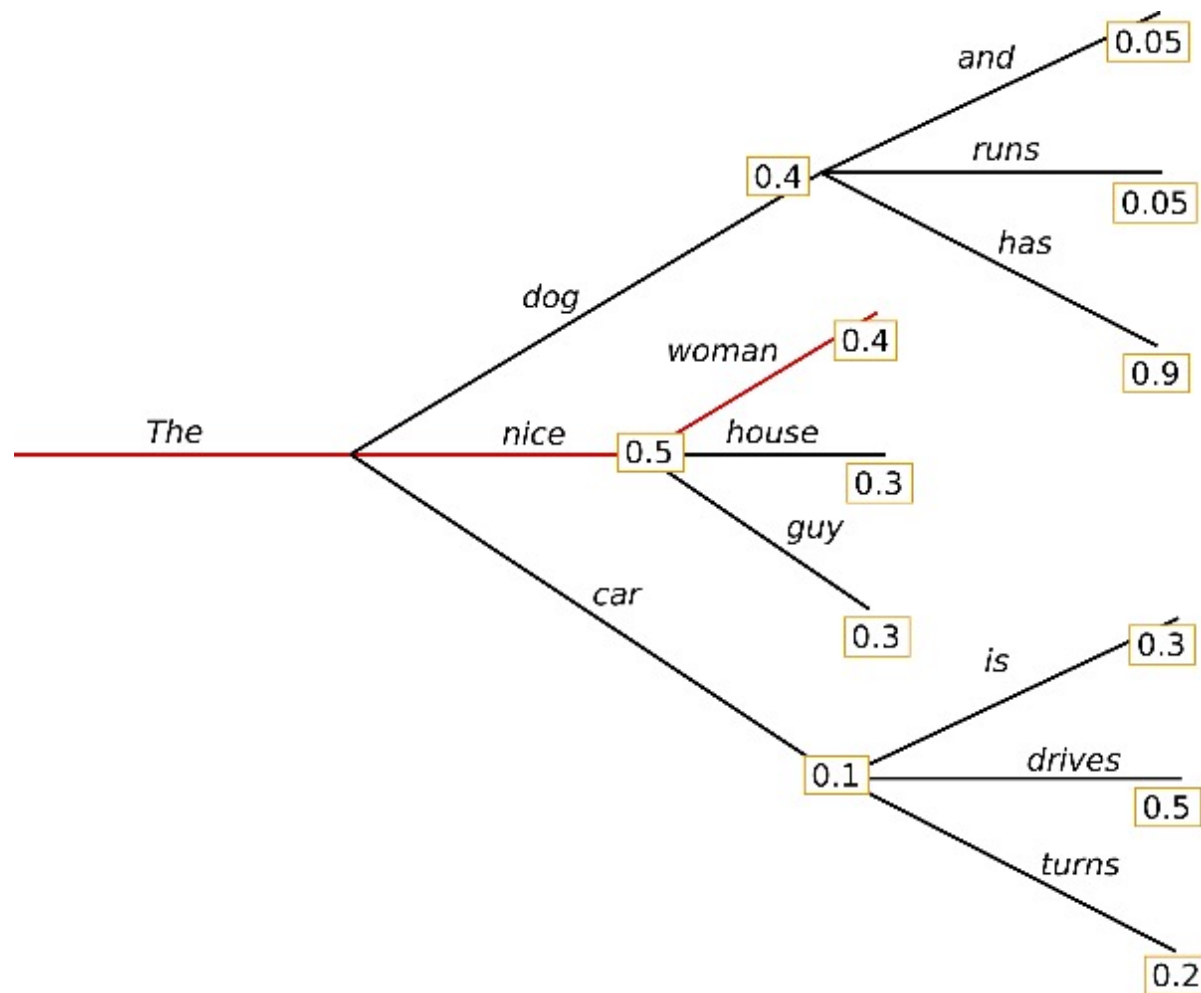 and
0.05
runs
0.4
0.05
has
dog
woman
0.4
0.9
The
nice
0.5
house
0.3
guy
car
0.3
is
0.3
drives
0.1
0.5
turns
0.2